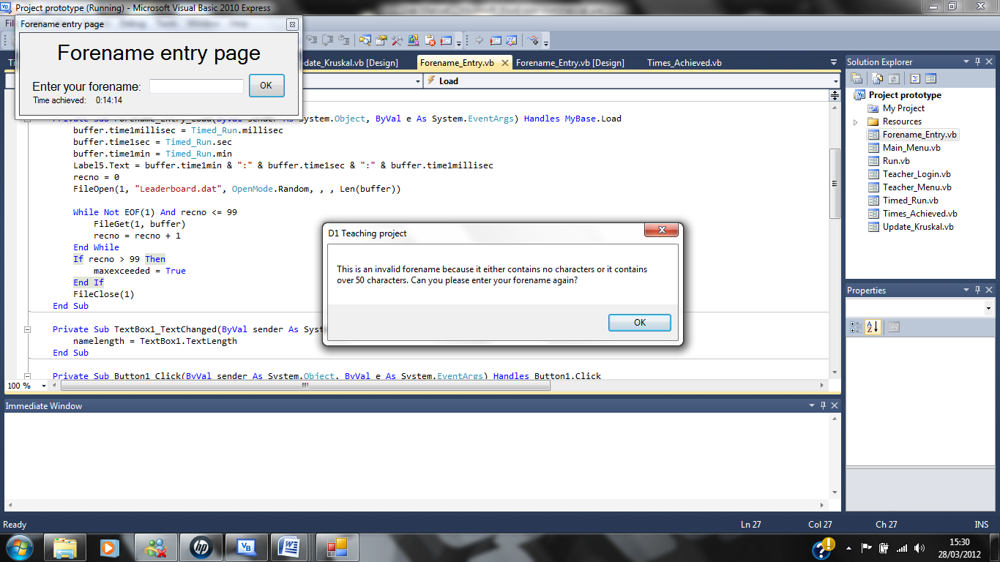 Project prototype (Running) - Microsoft Visual Basic 2010 Express
Forename entry page
Forename entry page
Enter your forename:
OK
Time achieved: 0:14:14
date_Kruskal.vb [Design]
Forename_Entry.vb
Forename_Entry.vb [Design]
Times_Achieved.vb
Load
Private Sub Forename_Entry_Load(ByVal sender As System.Object, ByVal e As System.EventArgs) Handles MyBase.Load
buffer.time1millisec = Timed_Run.millisec
buffer.time1sec = Timed_Run.sec
buffer.time1min = Timed_Run.min
Label5.Text = buffer.time1min & ":" & buffer.time1sec & ":" & buffer.time1millisec
recno = 0
FileOpen(1, "Leaderboard.dat", OpenMode.Random, , , Len(buffer))
While Not EOF(1) And recno <= 99
FileGet(1, buffer)
recno = recno + 1
End While
If recno > 99 Then
maxexceeded = True
End If
FileClose(1)
End Sub
Private Sub TextBox1_TextChanged(ByVal sender As Syst
namelength = TextBox1.TextLength
End Sub
Private Sub Button1_Click(ByVal sender As System.Object, ByVal e As System.EventArgs) Handles Button1.Click
100 %
D1 Teaching project
This is an invalid forename because it either contains no characters or it contains
over 50 characters. Can you please enter your forename again?
OK
Solution Explorer
Project prototype
My Project
Resources
Forename_Entry.vb
Main_Menu.vb
Run.vb
Teacher_Login.vb
Teacher_Menu.vb
Timed_Run.vb
Times_Achieved.vb
Update_Kruskal.vb
Properties
Immediate Window
Ready
Ln 27
Col 27
Ch 27
INS
15:30
28/03/2012